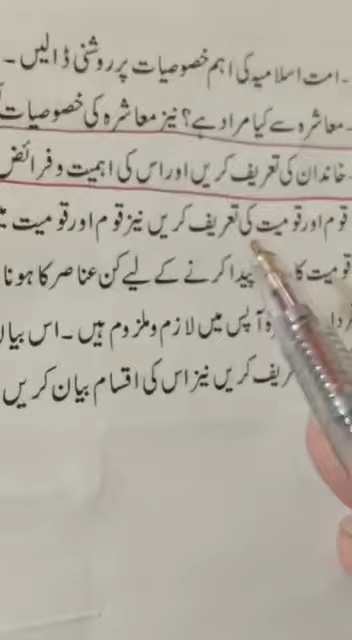 ۔ امت اسلامیہ کی اہم خصوصیات پر روشنی ڈالیں ۔
۔ معاشرہ سے کیا مراد ہے؟ نیز معاشرہ کی خصوصیات
۔ خاندان کی تعریف کریں اور اس کی اہمیت و فرائض
قوم اور قومیت کی تعریف کریں نیز قوم اور قومیت
قومیت کا پیدا کرنے کے لیے کن عناصر کا ہونا
آپس میں لازم و ملزوم ہیں ۔ اس بیان
کریں نیز اس کی اقسام بیان کریں